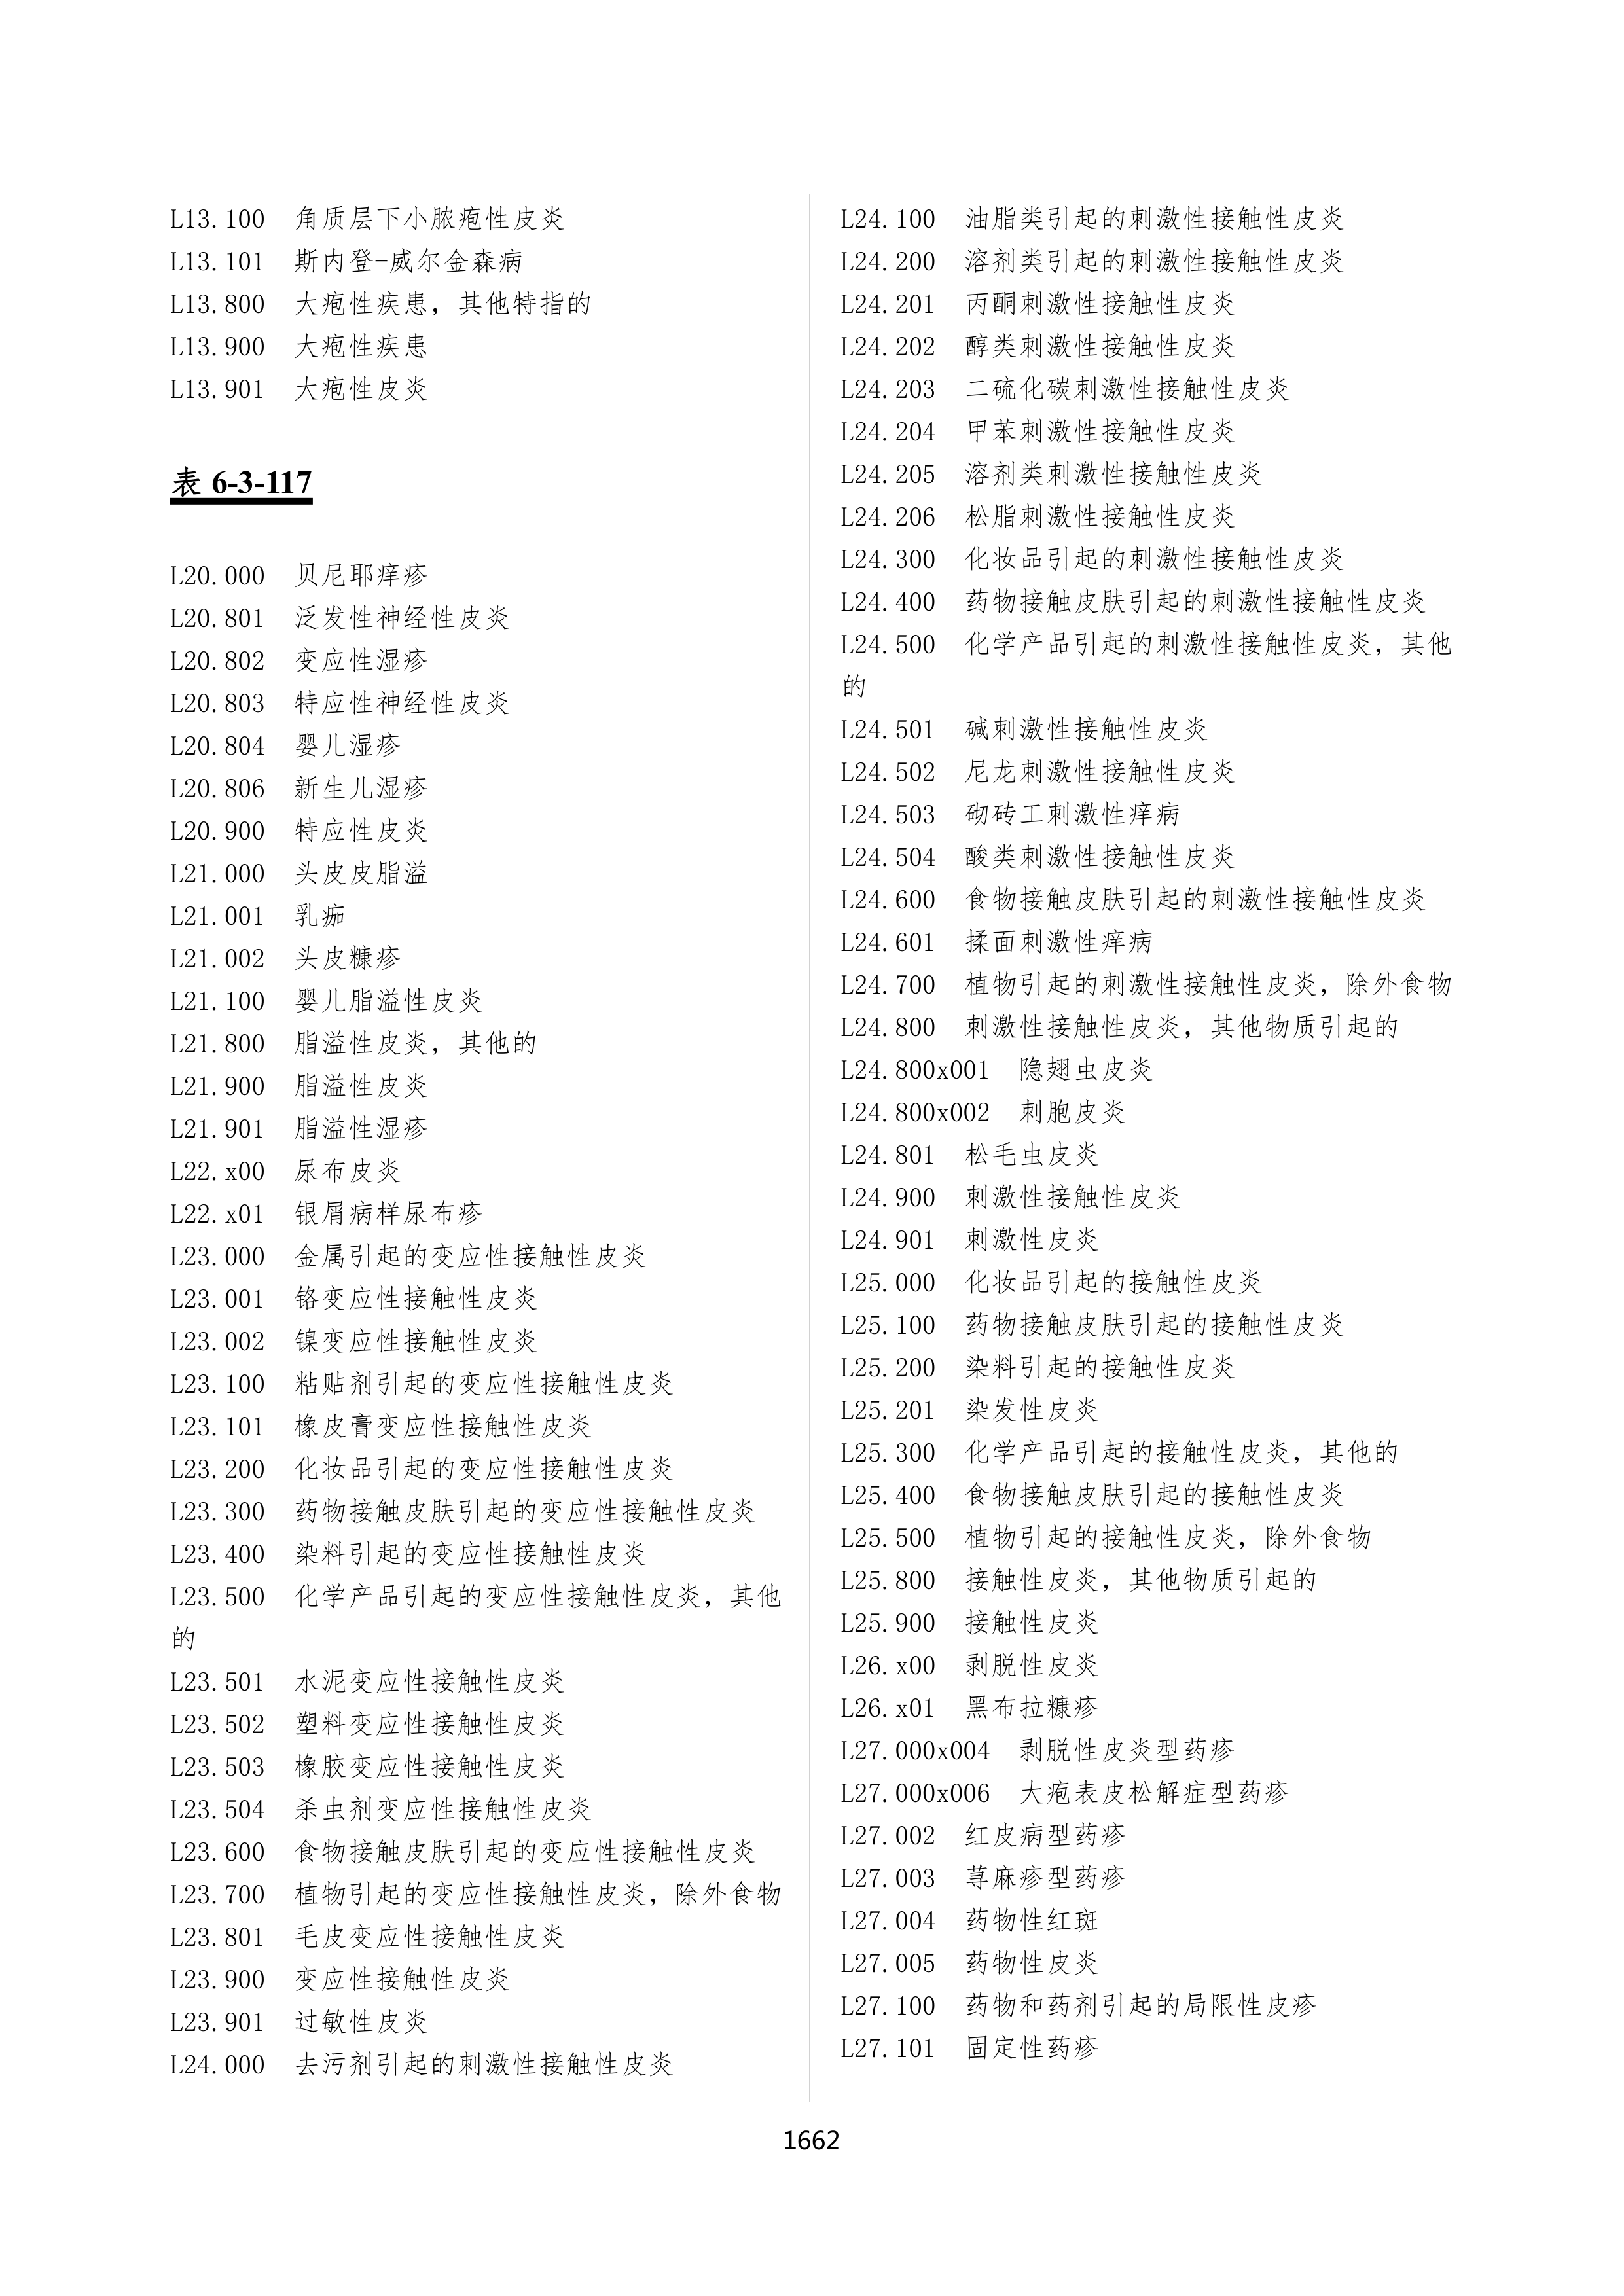 L13.100 角质层下小脓疱性皮炎
L13.101 斯内登-威尔金森病
L13.800 大疱性疾患，其他特指的
L13.900 大疱性疾患
L13.901 大疱性皮炎
表 6-3-117
L20.000 贝尼耶痒疹
L20.801 泛发性神经性皮炎
L20.802 变应性湿疹
L20.803 特应性神经性皮炎
L20.804 婴儿湿疹
L20.806 新生儿湿疹
L20.900 特应性皮炎
L21.000 头皮皮脂溢
L21.001 乳痂
L21.002 头皮糠疹
L21.100 婴儿脂溢性皮炎
L21.800 脂溢性皮炎，其他的
L21.900 脂溢性皮炎
L21.901 脂溢性湿疹
L22.x00 尿布皮炎
L22.x01 银屑病样尿布疹
L23.000 金属引起的变应性接触性皮炎
L23.001 铬变应性接触性皮炎
L23.002 镍变应性接触性皮炎
L23.100 粘贴剂引起的变应性接触性皮炎
L23.101 橡皮膏变应性接触性皮炎
L23.200 化妆品引起的变应性接触性皮炎
L23.300 药物接触皮肤引起的变应性接触性皮炎
L23.400 染料引起的变应性接触性皮炎
L23.500 化学产品引起的变应性接触性皮炎，其他
的
L23.501 水泥变应性接触性皮炎
L23.502 塑料变应性接触性皮炎
L23.503 橡胶变应性接触性皮炎
L23.504 杀虫剂变应性接触性皮炎
L23.600 食物接触皮肤引起的变应性接触性皮炎
L23.700 植物引起的变应性接触性皮炎，除外食物
L23.801 毛皮变应性接触性皮炎
L23.900 变应性接触性皮炎
L23.901 过敏性皮炎
L24.000 去污剂引起的刺激性接触性皮炎
L24.100 油脂类引起的刺激性接触性皮炎
L24.200 溶剂类引起的刺激性接触性皮炎
L24.201 丙酮刺激性接触性皮炎
L24.202 醇类刺激性接触性皮炎
L24.203 二硫化碳刺激性接触性皮炎
L24.204 甲苯刺激性接触性皮炎
L24.205 溶剂类刺激性接触性皮炎
L24.206 松脂刺激性接触性皮炎
L24.300 化妆品引起的刺激性接触性皮炎
L24.400 药物接触皮肤引起的刺激性接触性皮炎
L24.500 化学产品引起的刺激性接触性皮炎，其他
的
L24.501 碱刺激性接触性皮炎
L24.502 尼龙刺激性接触性皮炎
L24.503 砌砖工刺激性痒病
L24.504 酸类刺激性接触性皮炎
L24.600 食物接触皮肤引起的刺激性接触性皮炎
L24.601 揉面刺激性痒病
L24.700 植物引起的刺激性接触性皮炎，除外食物
L24.800 刺激性接触性皮炎，其他物质引起的
L24.800x001 隐翅虫皮炎
L24.800x002 刺胞皮炎
L24.801 松毛虫皮炎
L24.900 刺激性接触性皮炎
L24.901 刺激性皮炎
L25.000 化妆品引起的接触性皮炎
L25.100 药物接触皮肤引起的接触性皮炎
L25.200 染料引起的接触性皮炎
L25.201 染发性皮炎
L25.300 化学产品引起的接触性皮炎，其他的
L25.400 食物接触皮肤引起的接触性皮炎
L25.500 植物引起的接触性皮炎，除外食物
L25.800 接触性皮炎，其他物质引起的
L25.900 接触性皮炎
L26.x00 剥脱性皮炎
L26.x01 黑布拉糠疹
L27.000x004 剥脱性皮炎型药疹
L27.000x006 大疱表皮松解症型药疹
L27.002 红皮病型药疹
L27.003 荨麻疹型药疹
L27.004 药物性红斑
L27.005 药物性皮炎
L27.100 药物和药剂引起的局限性皮疹
L27.101 固定性药疹
1662